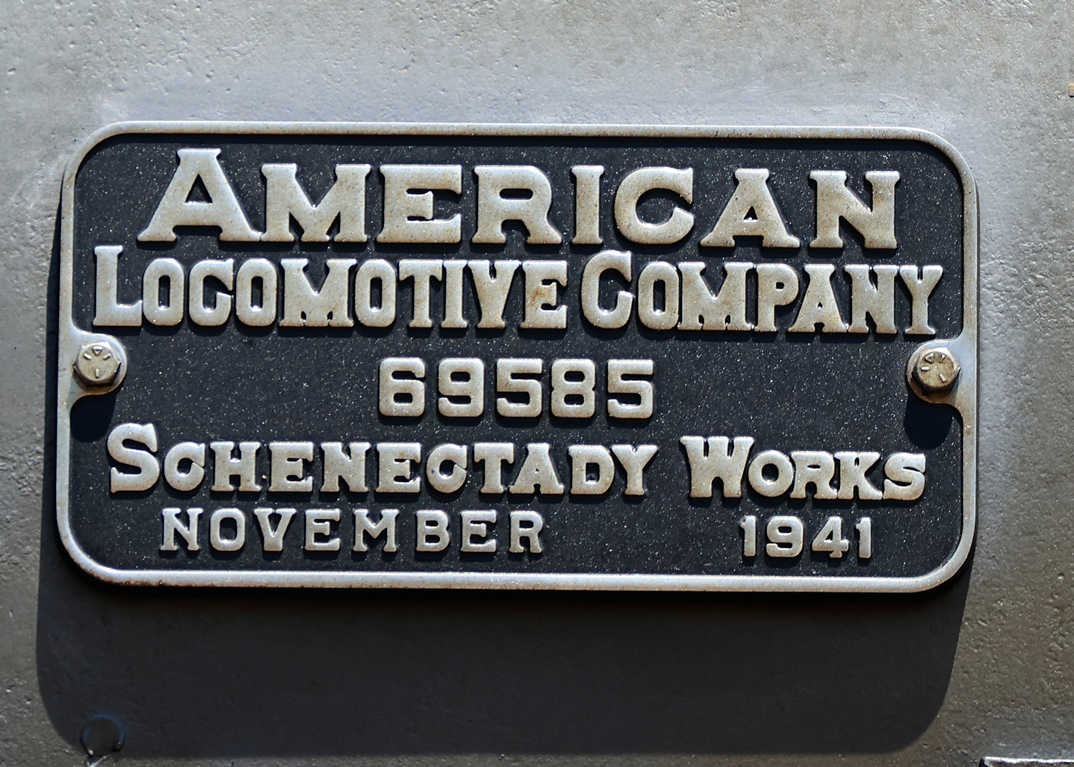 AMERICAN
LOCOMOTIVE COMPANY
69585
SCHENECTADY WORKS
NOVEMBER 1941